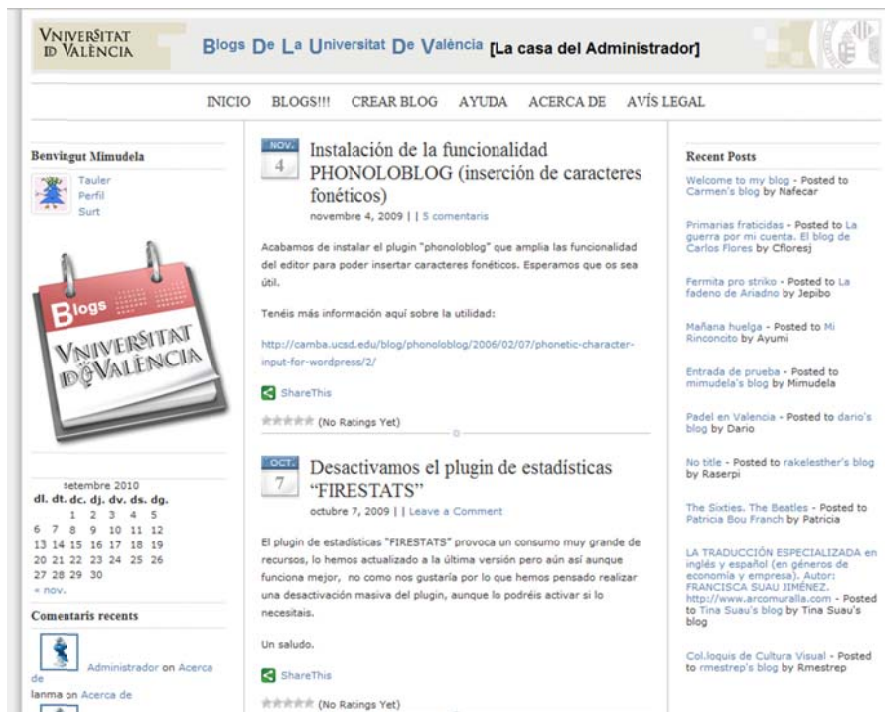 VNIVERSITAT
ID VALÈNCIA
Blogs De La Universitat De València [La casa del Administrador]
INICIO BLOGS!!! CREAR BLOG AYUDA ACERCA DE AVÍS LEGAL
Benvingut Mimudela
Tauler
Perfil
Surt
Blogs
VNIVERSITAT
ID VALÈNCIA
setembre 2010
dl. dt. dc. dj. dv. ds. dg.
1 2 3 4 5
6 7 8 9 10 11 12
13 14 15 16 17 18 19
20 21 22 23 24 25 26
27 28 29 30
« nov.
Comentaris recents
Administrador on Acerca
de
lanma on Acerca de
NOV.
4
Instalación de la funcionalidad
PHONOLOBLOG (inserción de caracteres
fonéticos)
novembre 4, 2009 | | 5 comentaris
Acabamos de instalar el plugin "phonoloblog" que amplia las funcionalidad
del editor para poder insertar caracteres fonéticos. Esperamos que os sea
útil.
Tenéis más información aquí sobre la utilidad:
http://camba.ucsd.edu/blog/phonoloblog/2006/02/07/phonetic-character-
input-for-wordpress/2/
ShareThis
(No Ratings Yet)
OCT.
7
Desactivamos el plugin de estadísticas
“FIRESTATS”
octubre 7, 2009 | | Leave a Comment
El plugin de estadísticas "FIRESTATS" provoca un consumo muy grande de
recursos, lo hemos actualizado a la última versión pero aún así aunque
funciona mejor, no como nos gustaría por lo que hemos pensado realizar
una desactivación masiva del plugin, aunque lo podréis activar si lo
necesitais.
Un saludo.
ShareThis
(No Ratings Yet)
Recent Posts
Welcome to my blog - Posted to
Carmen's blog by Nafecar
Primarias fraticidas - Posted to La
guerra por mi cuenta. El blog de
Carlos Flores by Cfloresj
Fermita pro striko - Posted to La
fadeno de Ariadno by Jepibo
Mañana huelga - Posted to Mi
Rinconcito by Ayumi
Entrada de prueba - Posted to
mimudela's blog by Mimudela
Padel en Valencia - Posted to dario's
blog by Dario
No title - Posted to rakelesther's blog
by Raserpi
The Sixties. The Beatles - Posted to
Patricia Bou Franch by Patricia
LA TRADUCCIÓN ESPECIALIZADA en
inglés y español (en géneros de
economía y empresa). Autor:
FRANCISCA SUAU JIMÉNEZ.
http://www.arcomuralla.com - Posted
to Tina Suau's blog by Tina Suau's
blog
Col.loquis de Cultura Visual - Posted
to rmestrep's blog by Rmestrep